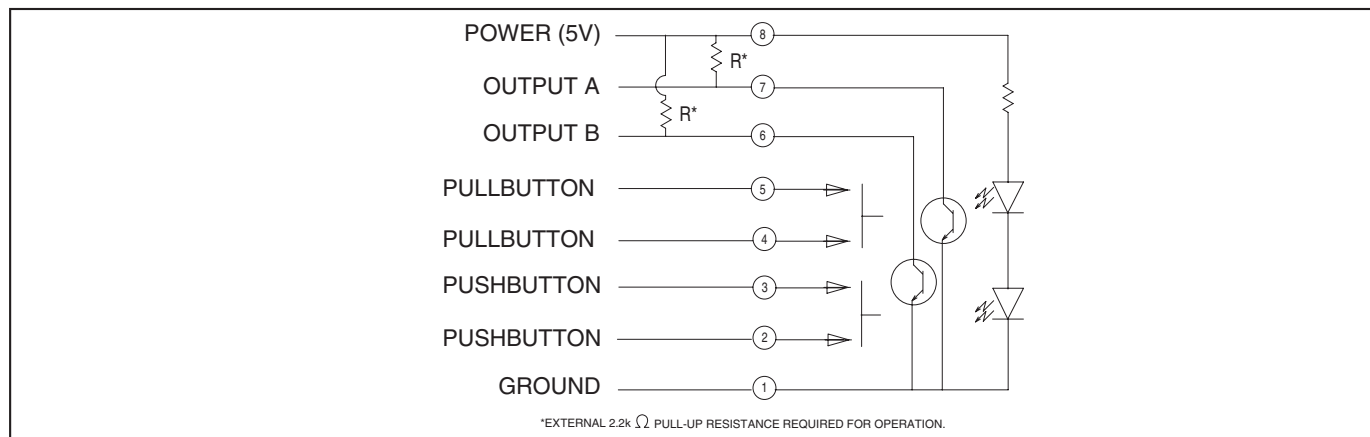 POWER (5V) 8
R*
OUTPUT A 7
R*
OUTPUT B 6
PULLBUTTON 5
PULLBUTTON 4
PUSHBUTTON 3
PUSHBUTTON 2
GROUND 1
*EXTERNAL 2.2k Ω PULL-UP RESISTANCE REQUIRED FOR OPERATION.